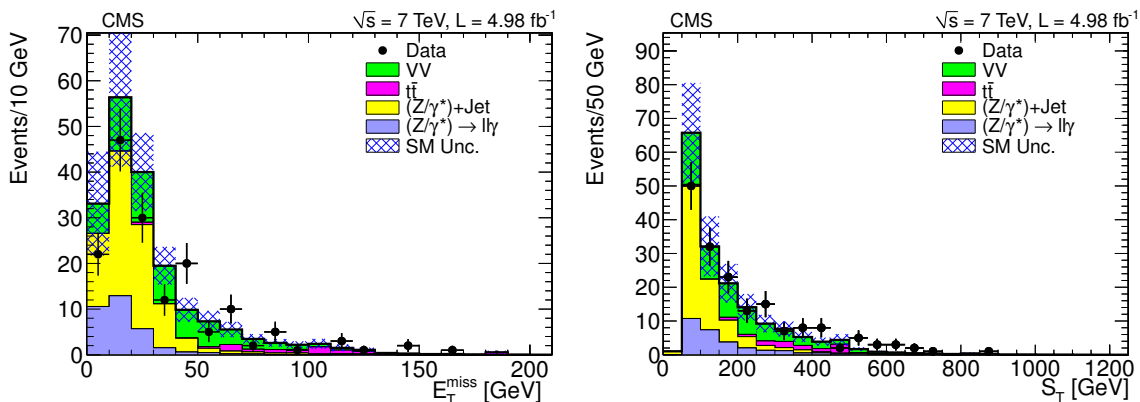 CMS
√s = 7 TeV, L = 4.98 fb⁻¹
Events/10 GeV
70
60
50
40
30
20
10
0
Data
VV
tt̄
(Z/γ*)+Jet
(Z/γ*) → llγ
SM Unc.
0 50 100 150 200
E_T^miss [GeV]
CMS
√s = 7 TeV, L = 4.98 fb⁻¹
Events/50 GeV
90
80
70
60
50
40
30
20
10
0
Data
VV
tt̄
(Z/γ*)+Jet
(Z/γ*) → llγ
SM Unc.
0 200 400 600 800 1000 1200
S_T [GeV]